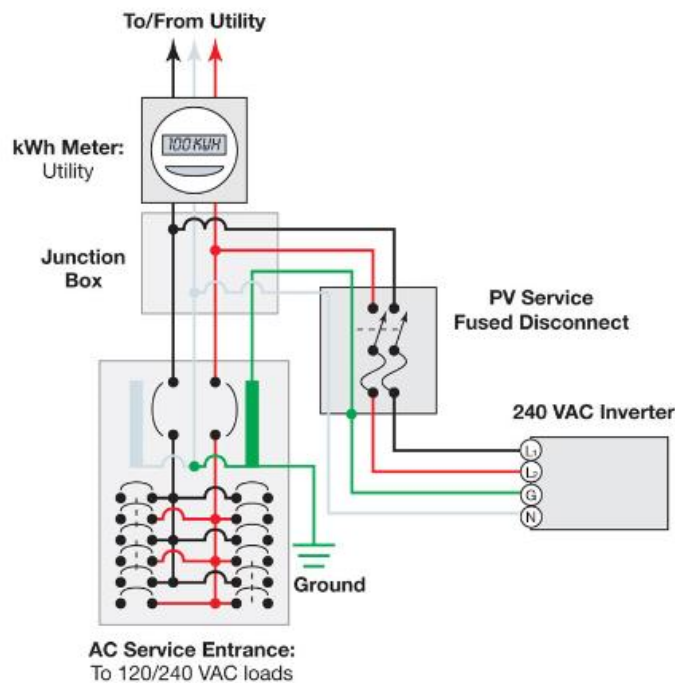 To/From Utility
kWh Meter:
Utility
100 KWH
Junction
Box
PV Service
Fused Disconnect
240 VAC Inverter
L1
L2
G
N
Ground
AC Service Entrance:
To 120/240 VAC loads